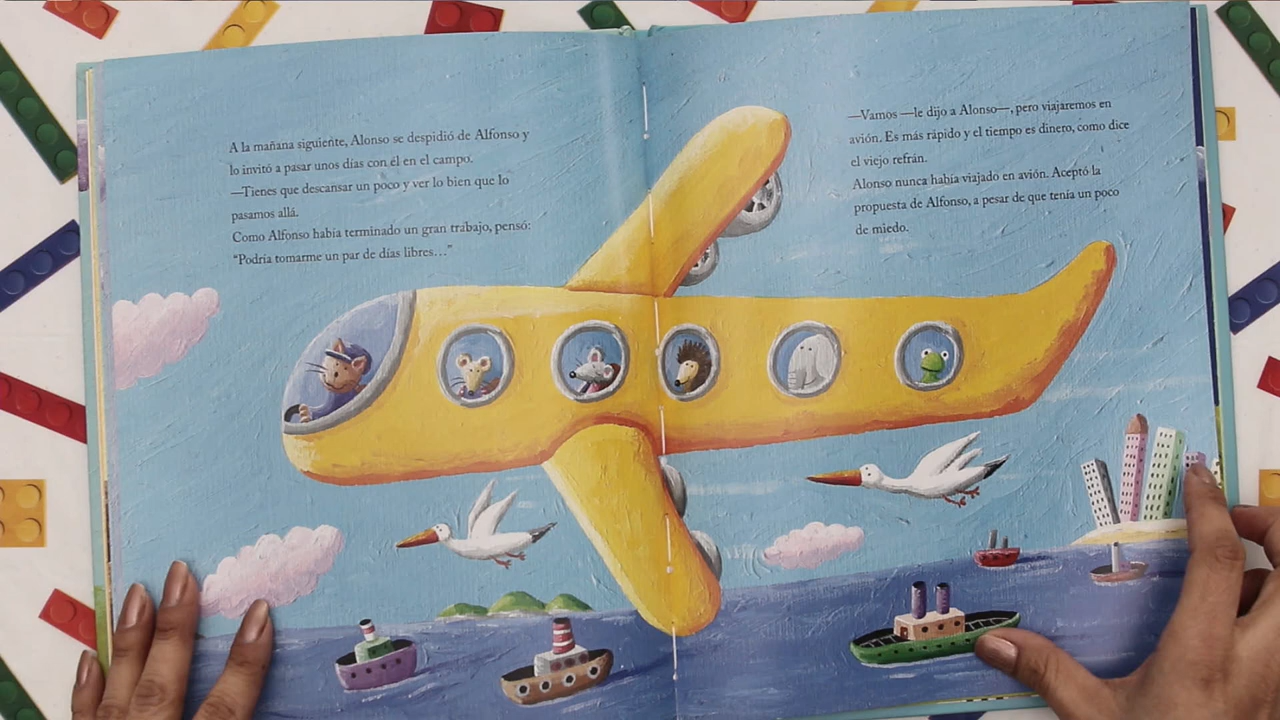 A la mañana siguiente, Alonso se despidió de Alfonso y
lo invitó a pasar unos días con él en el campo.
—Tienes que descansar un poco y ver lo bien que lo
pasamos allá.
Como Alfonso había terminado un gran trabajo, pensó:
“Podría tomarme un par de días libres…”
—Vamos —le dijo a Alonso—, pero viajaremos en
avión. Es más rápido y el tiempo es dinero, como dice
el viejo refrán.
Alonso nunca había viajado en avión. Aceptó la
propuesta de Alfonso, a pesar de que tenía un poco
de miedo.